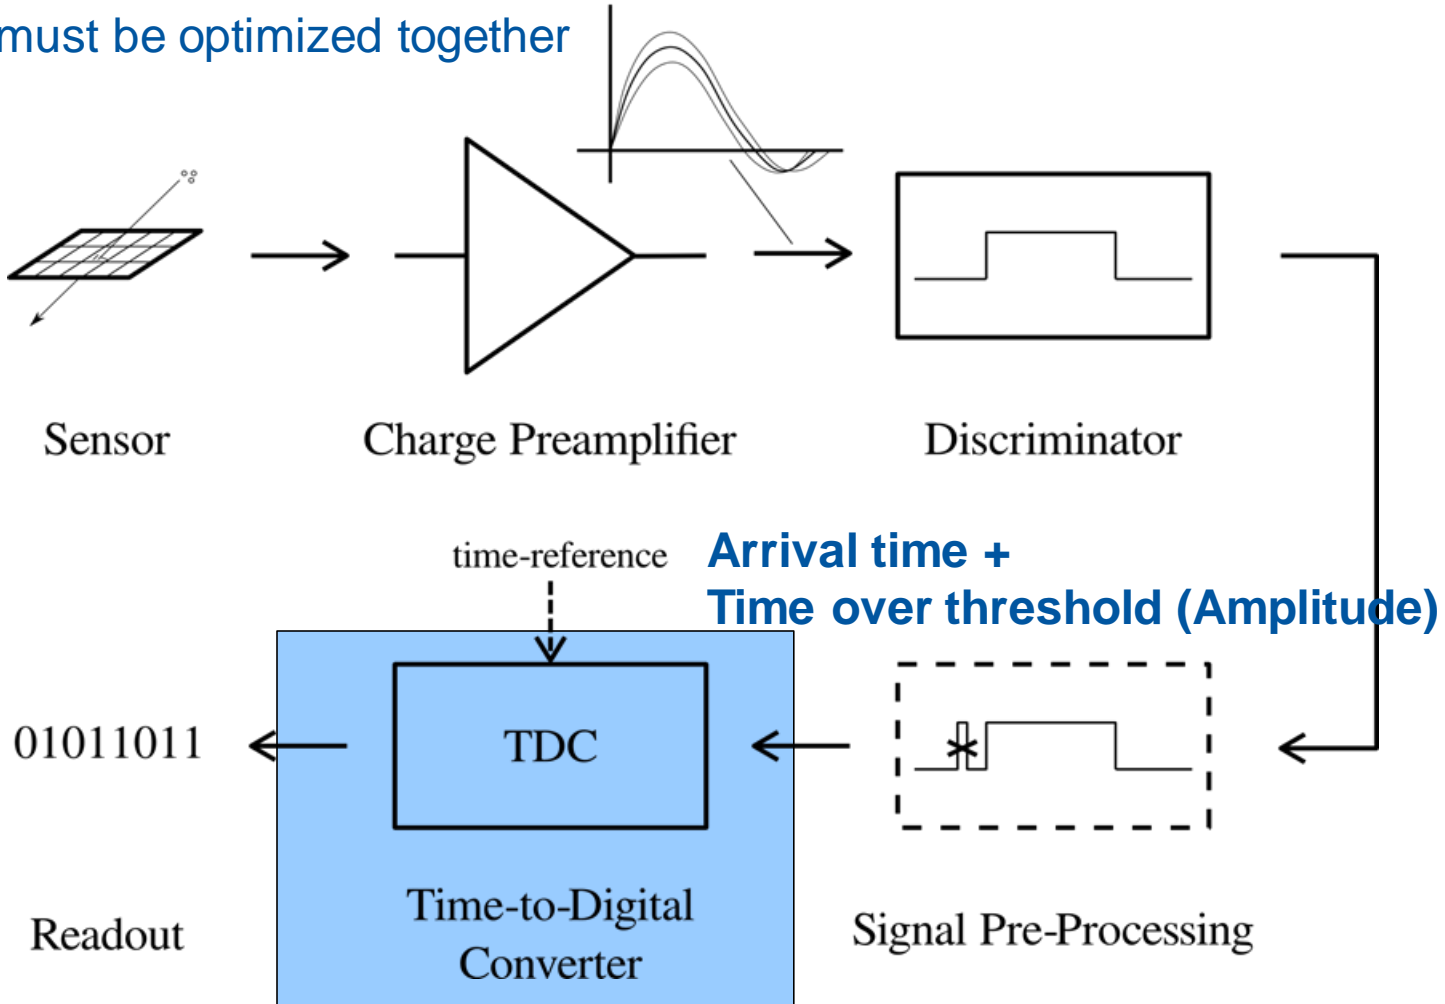 must be optimized together
Sensor
Charge Preamplifier
Discriminator
time-reference
Arrival time +
Time over threshold (Amplitude)
01011011
TDC
Readout
Time-to-Digital
Converter
Signal Pre-Processing